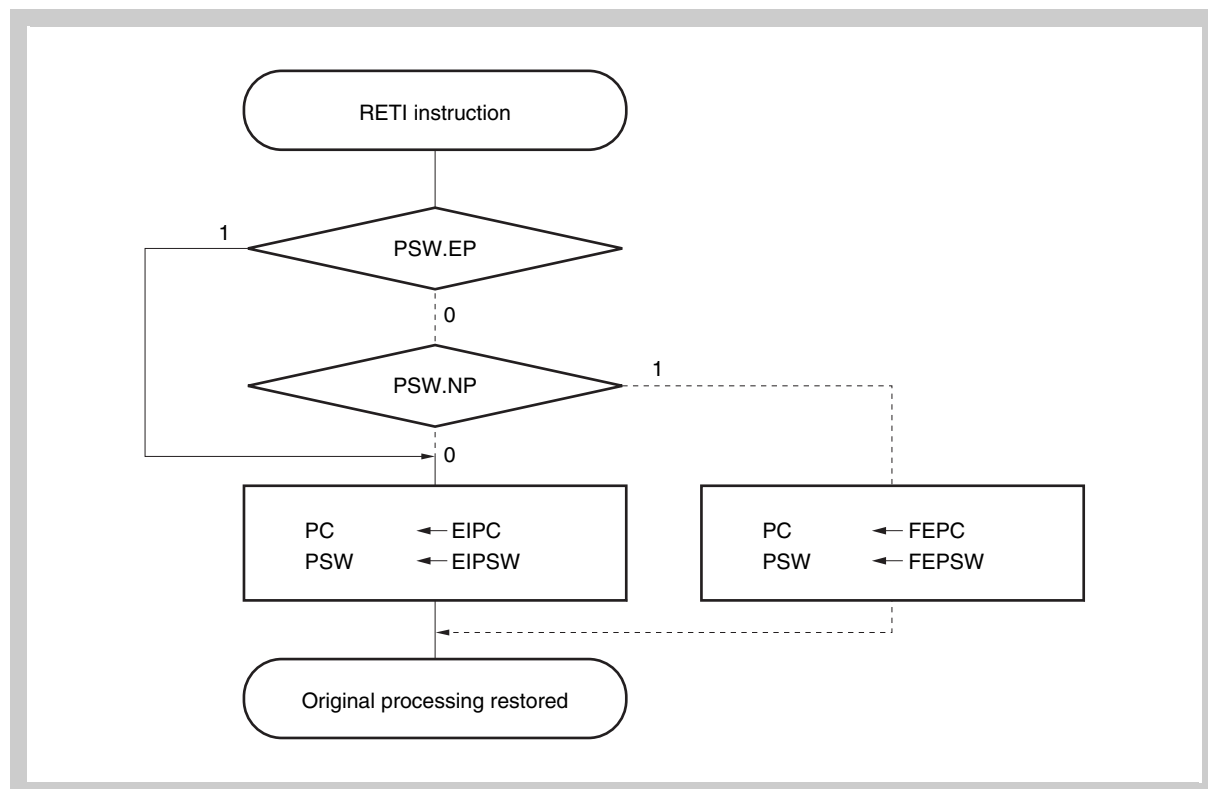 RETI instruction
1
PSW.EP
0
PSW.NP
1
0
PC EIPC
PSW EIPSW
PC FEPC
PSW FEPSW
Original processing restored